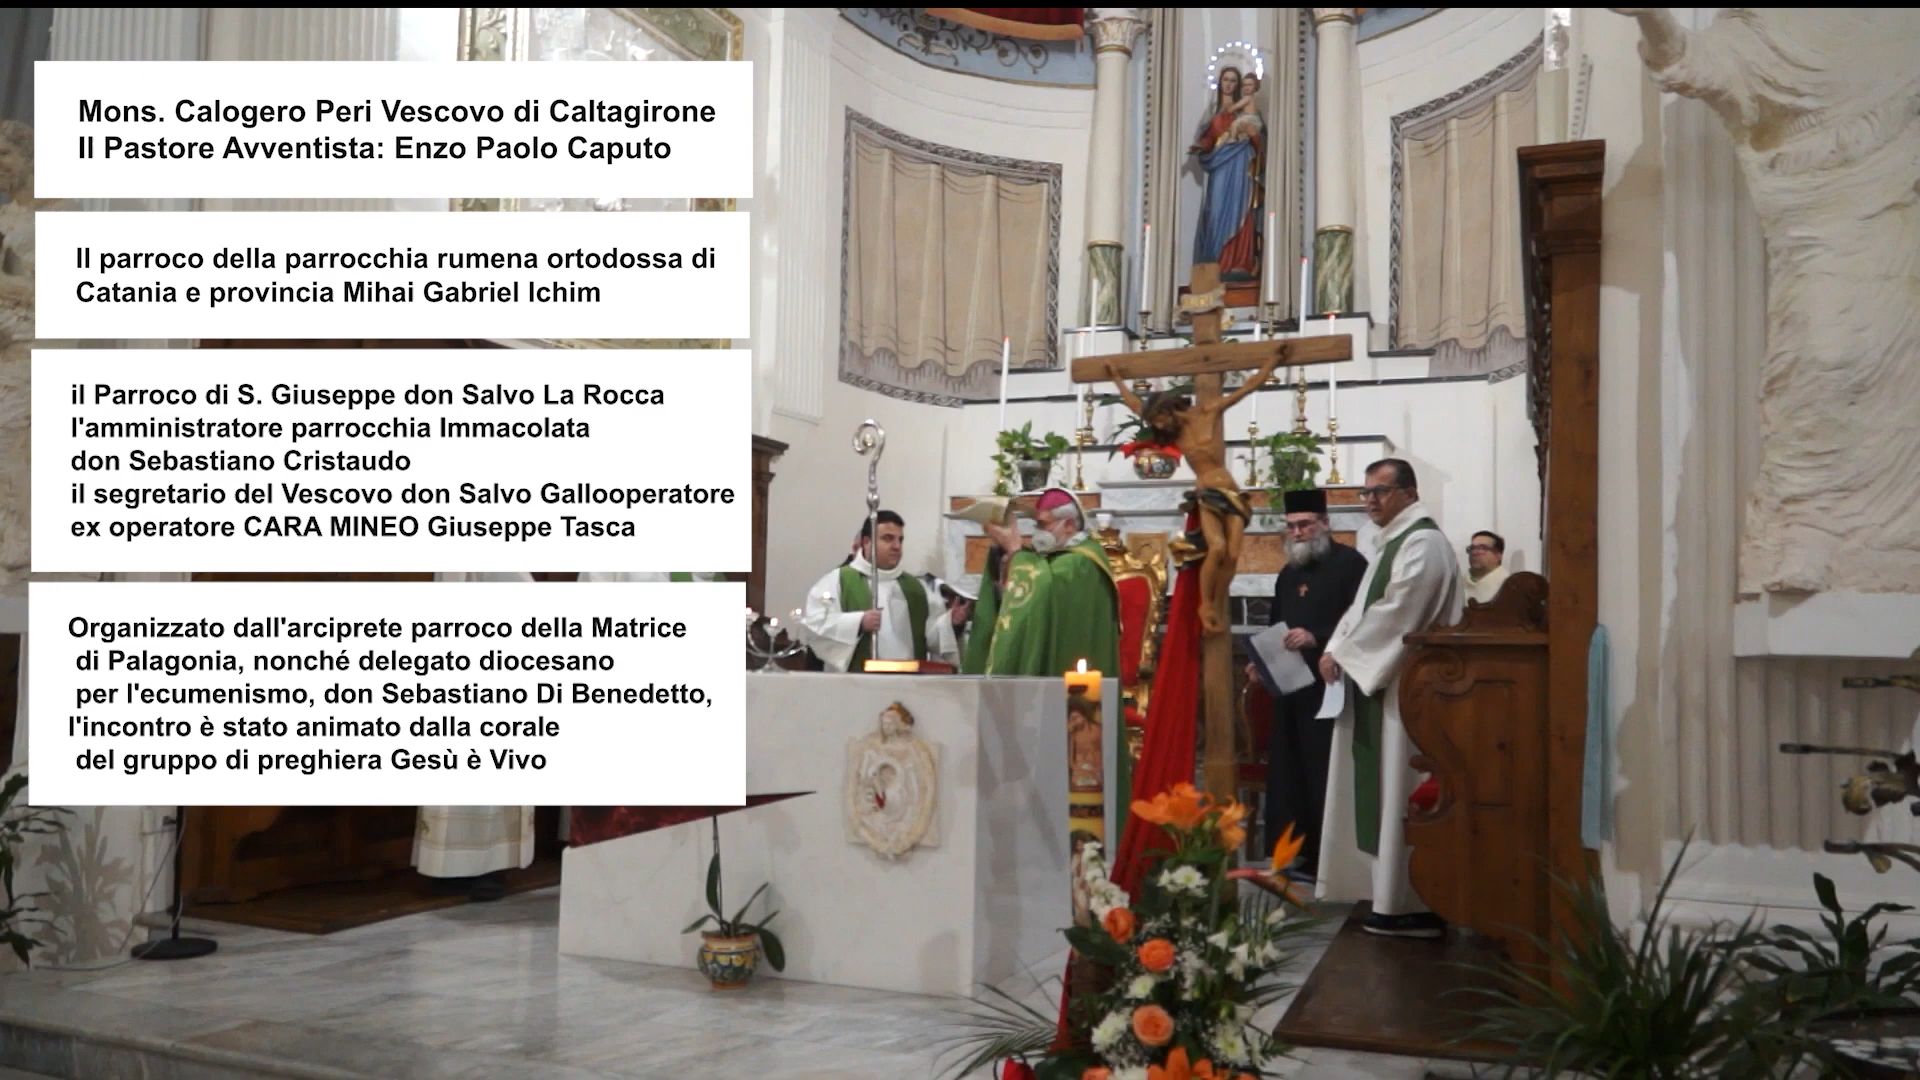 Mons. Calogero Peri Vescovo di Caltagirone
Il Pastore Avventista: Enzo Paolo Caputo
Il parroco della parrocchia rumena ortodossa di
Catania e provincia Mihai Gabriel Ichim
il Parroco di S. Giuseppe don Salvo La Rocca
l'amministratore parrocchia Immacolata
don Sebastiano Cristaudo
il segretario del Vescovo don Salvo Gallooperatore
ex operatore CARA MINEO Giuseppe Tasca
Organizzato dall'arciprete parroco della Matrice
di Palagonia, nonché delegato diocesano
per l'ecumenismo, don Sebastiano Di Benedetto,
l'incontro è stato animato dalla corale
del gruppo di preghiera Gesù è Vivo